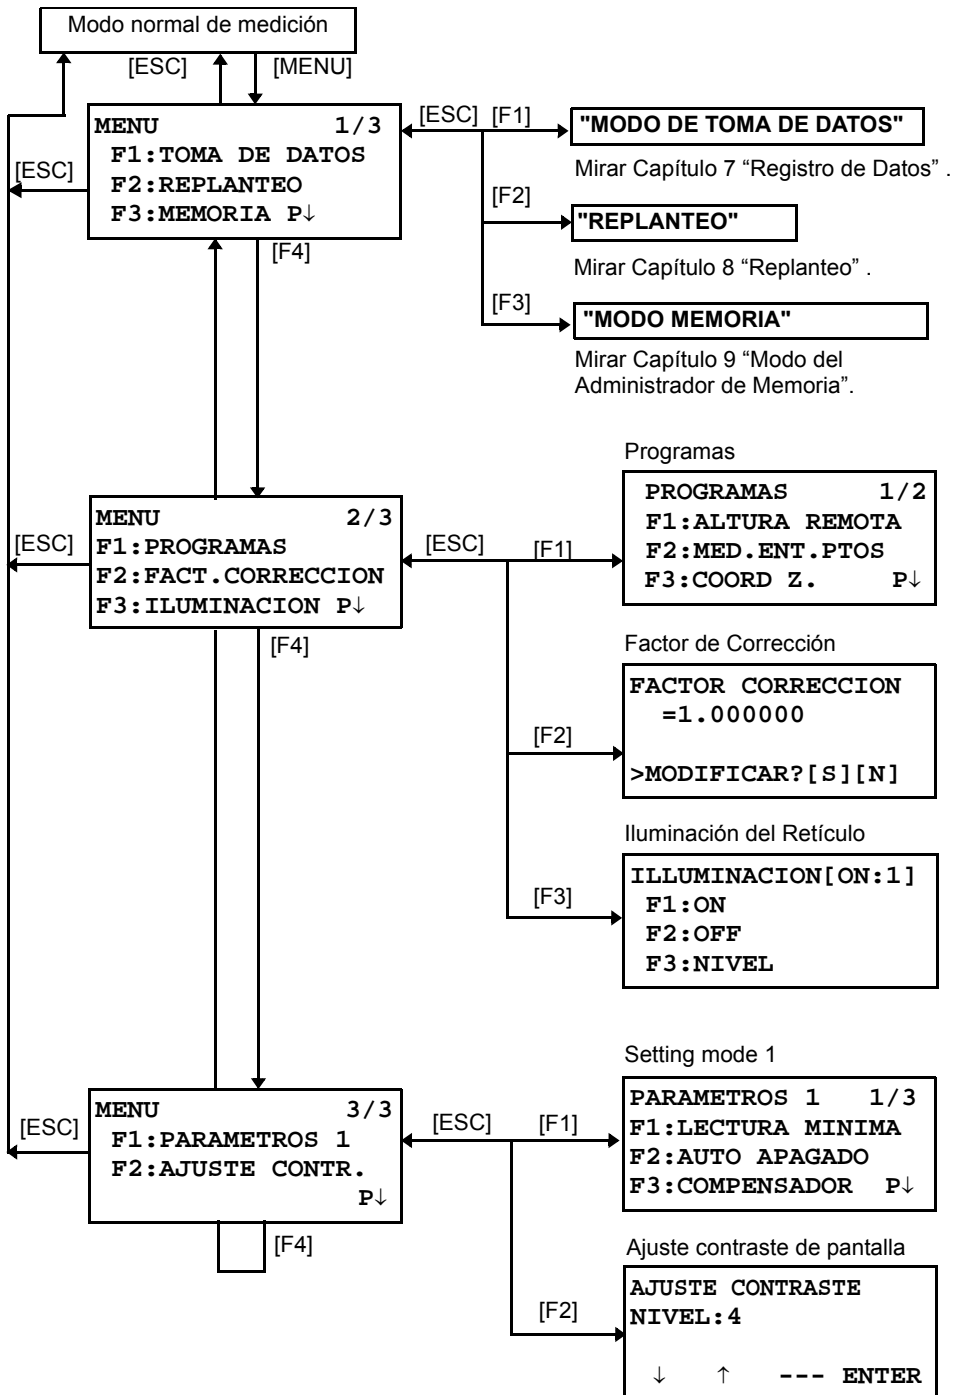 Modo normal de medición
[ESC] [MENU]
MENU 1/3
F1:TOMA DE DATOS
F2:REPLANTEO
F3:MEMORIA P↓
[ESC]
[F4]
[ESC] [F1]
"MODO DE TOMA DE DATOS"
Mirar Capítulo 7 “Registro de Datos” .
[F2]
"REPLANTEO"
Mirar Capítulo 8 “Replanteo” .
[F3]
"MODO MEMORIA"
Mirar Capítulo 9 “Modo del
Administrador de Memoria”.
MENU 2/3
F1:PROGRAMAS
F2:FACT.CORRECCION
F3:ILUMINACION P↓
[ESC]
[F4]
[ESC]
[F1]
Programas
PROGRAMAS 1/2
F1:ALTURA REMOTA
F2:MED.ENT.PTOS
F3:COORD Z. P↓
[F2]
Factor de Corrección
FACTOR CORRECCION
=1.000000
>MODIFICAR?[S][N]
[F3]
Iluminación del Retículo
ILLUMINACION[ON:1]
F1:ON
F2:OFF
F3:NIVEL
MENU 3/3
F1:PARAMETROS 1
F2:AJUSTE CONTR.
P↓
[ESC]
[F4]
[ESC]
[F1]
Setting mode 1
PARAMETROS 1 1/3
F1:LECTURA MINIMA
F2:AUTO APAGADO
F3:COMPENSADOR P↓
[F2]
Ajuste contraste de pantalla
AJUSTE CONTRASTE
NIVEL:4
↓ ↑ --- ENTER